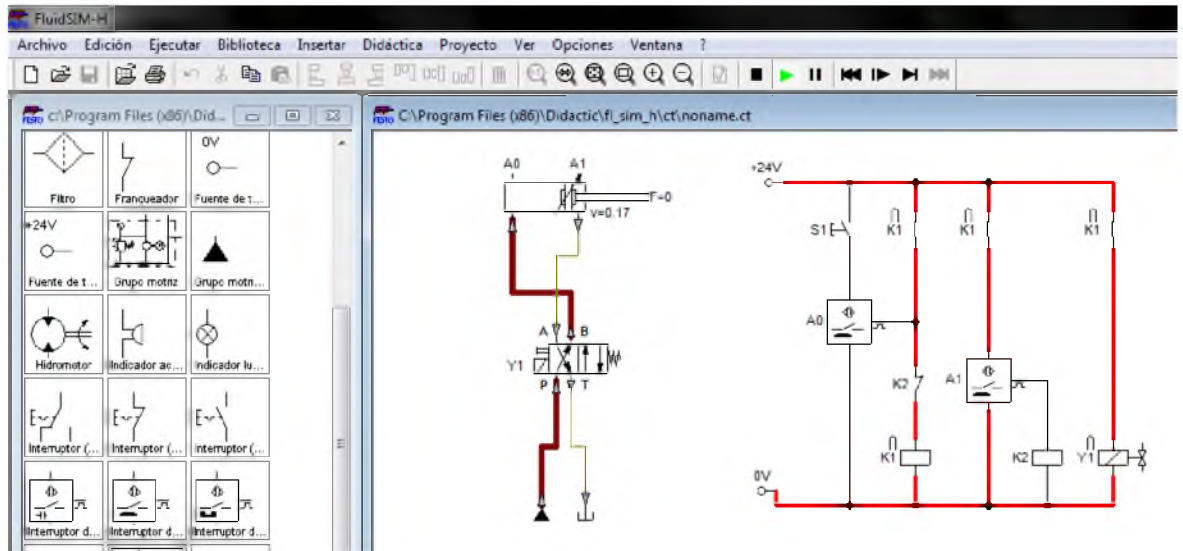 FluidSIM-H
Archivo Edición Ejecutar Biblioteca Insertar Didáctica Proyecto Ver Opciones Ventana ?
FESTO c:\Program Files (x86)\Did...
FESTO C:\Program Files (x86)\Didactic\fl_sim_h\ct\noname.ct
0V
Filtro Franqueador Fuente de t...
+24V
Fuente de t... Grupo motriz Grupo motri...
Hidromotor Indicador ac... Indicador lu...
Interruptor (... Interruptor (... Interruptor (...
Interruptor d... Interruptor d... Interruptor d...
A0 A1
F=0
v=0.17
A B
Y1
P T
+24V
S1 K1 K1 K1
A0
K2 A1
K1 K2 Y1
0V